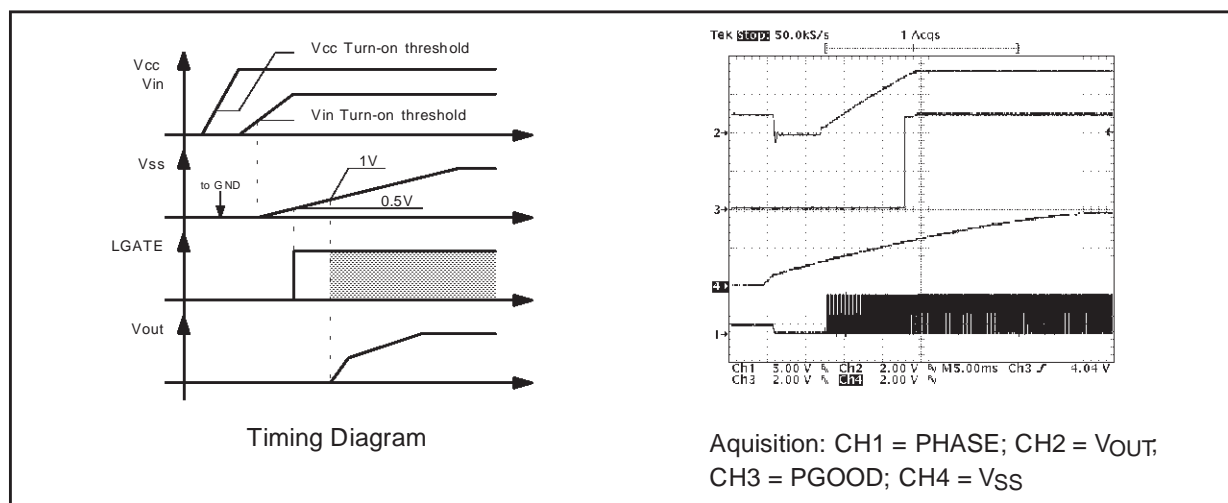 Vcc Turn-on threshold
Vcc
Vin
Vin Turn-on threshold
Vss
to GND
1V
0.5V
LGATE
Vout
Timing Diagram
Tek Stop: 50.0kS/s 1 Acqs
2
3
4
1
Ch1 5.00 V Ch2 2.00 V M5.00ms Ch3 4.04 V
Ch3 2.00 V Ch4 2.00 V
Aquisition: CH1 = PHASE; CH2 = VOUT;
CH3 = PGOOD; CH4 = VSS